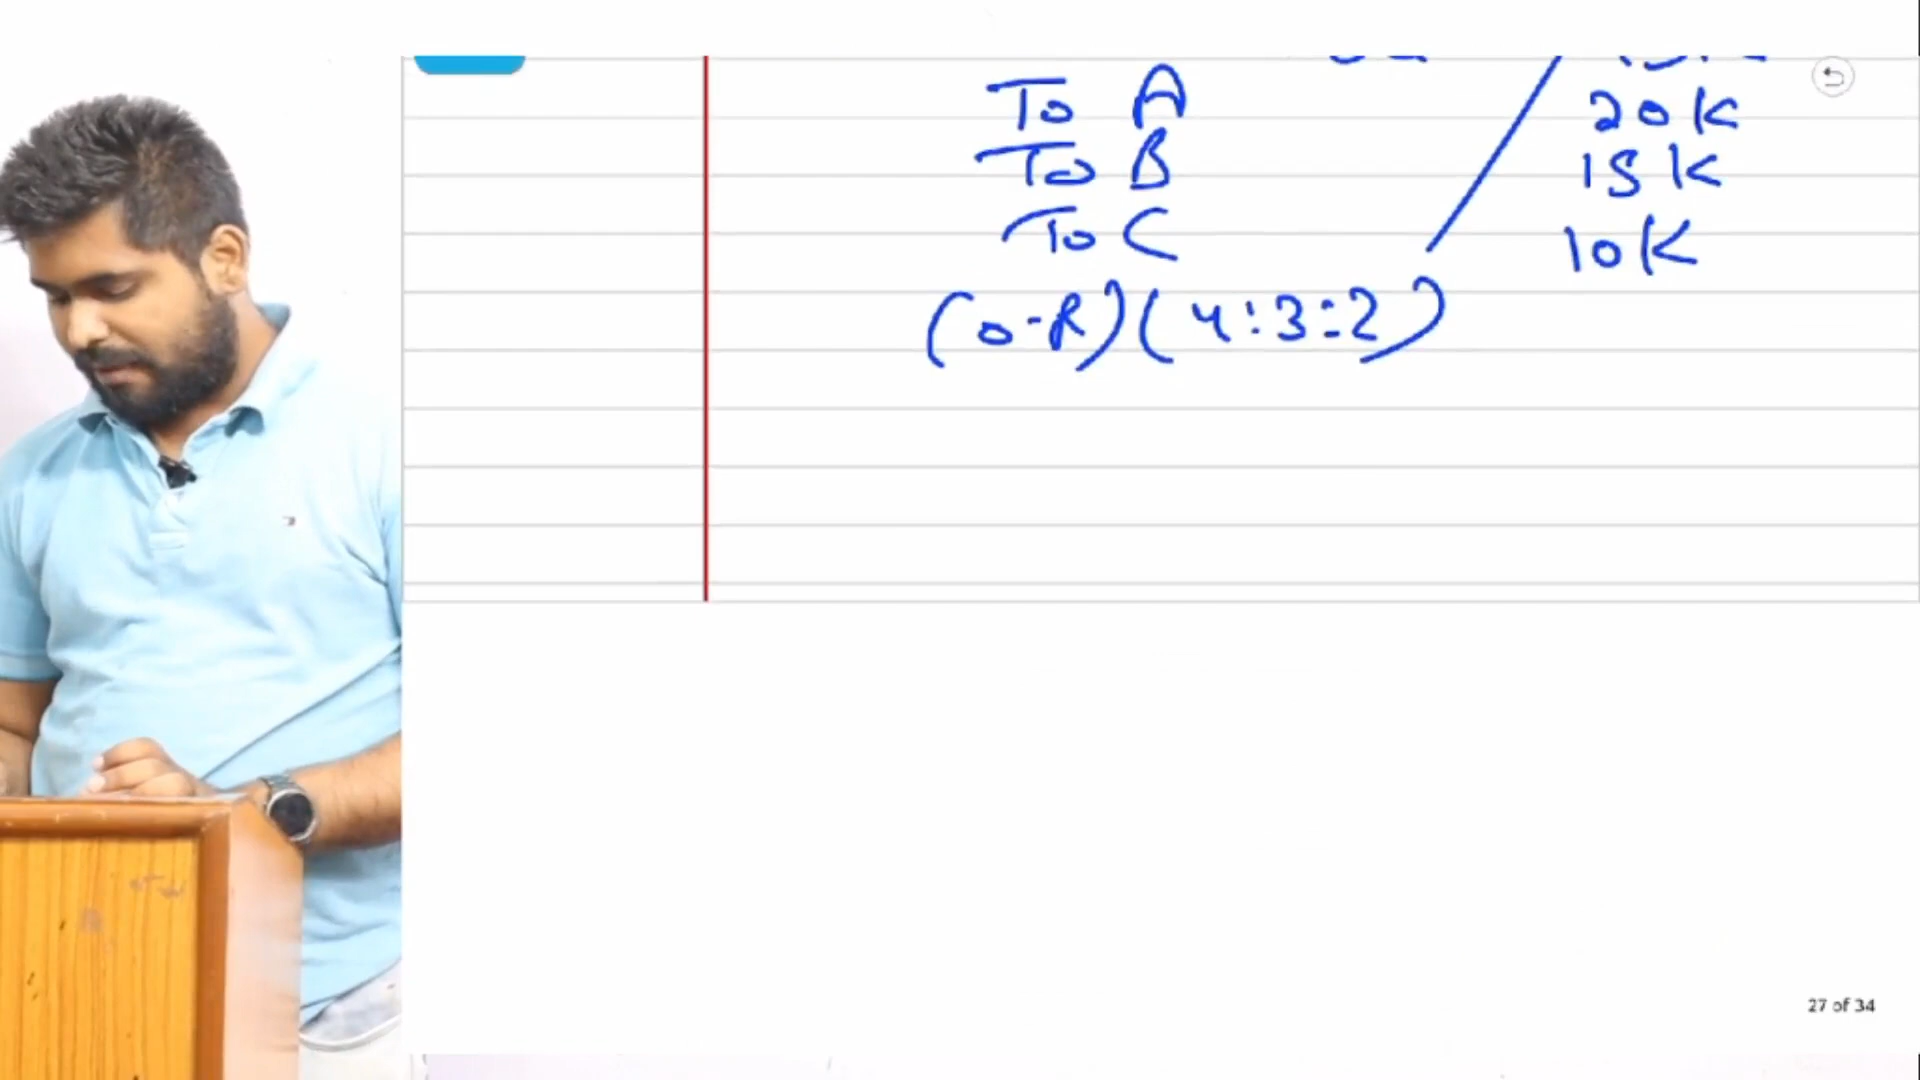 To A 20K
To B 15K
To C 10K
(O.R) (4:3:2)
27 of 34